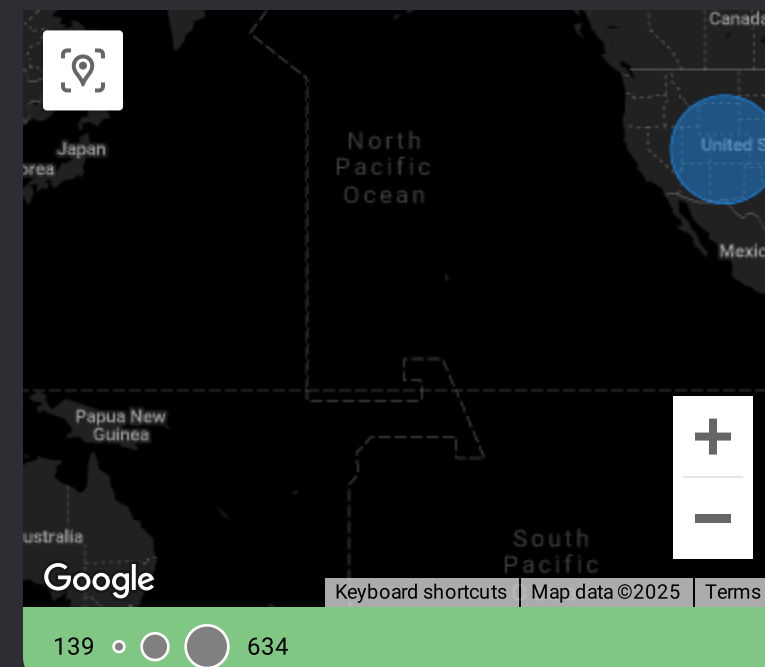 Canada
North
Pacific
Ocean
Japan
orea
United S
Mexic
Papua New
Guinea
ustralia
South
Pacific
Google
Keyboard shortcuts
Map data ©2025
Terms
139
634